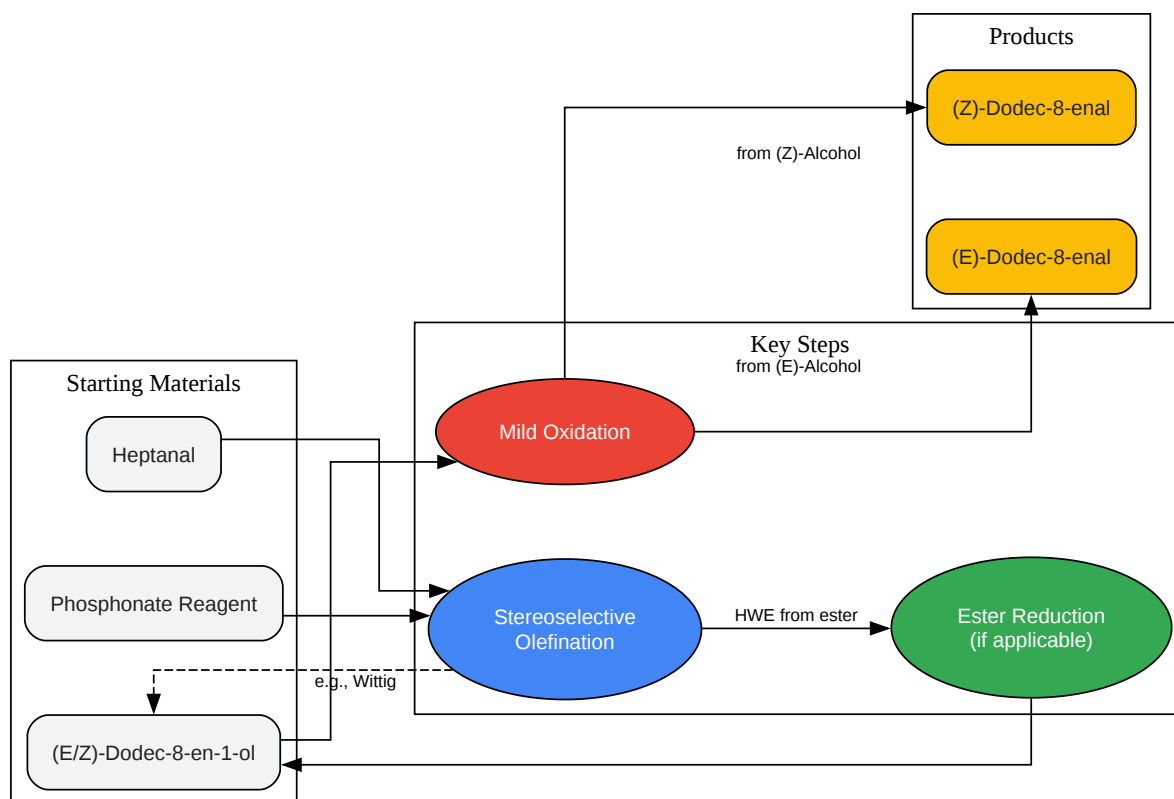 Products
(Z)-Dodec-8-enal
from (Z)-Alcohol
(E)-Dodec-8-enal
Key Steps
from (E)-Alcohol
Starting Materials
Mild Oxidation
Heptanal
Phosphonate Reagent
Stereoselective
Olefination
HWE from ester
Ester Reduction
(if applicable)
e.g., Wittig
(E/Z)-Dodec-8-en-1-ol